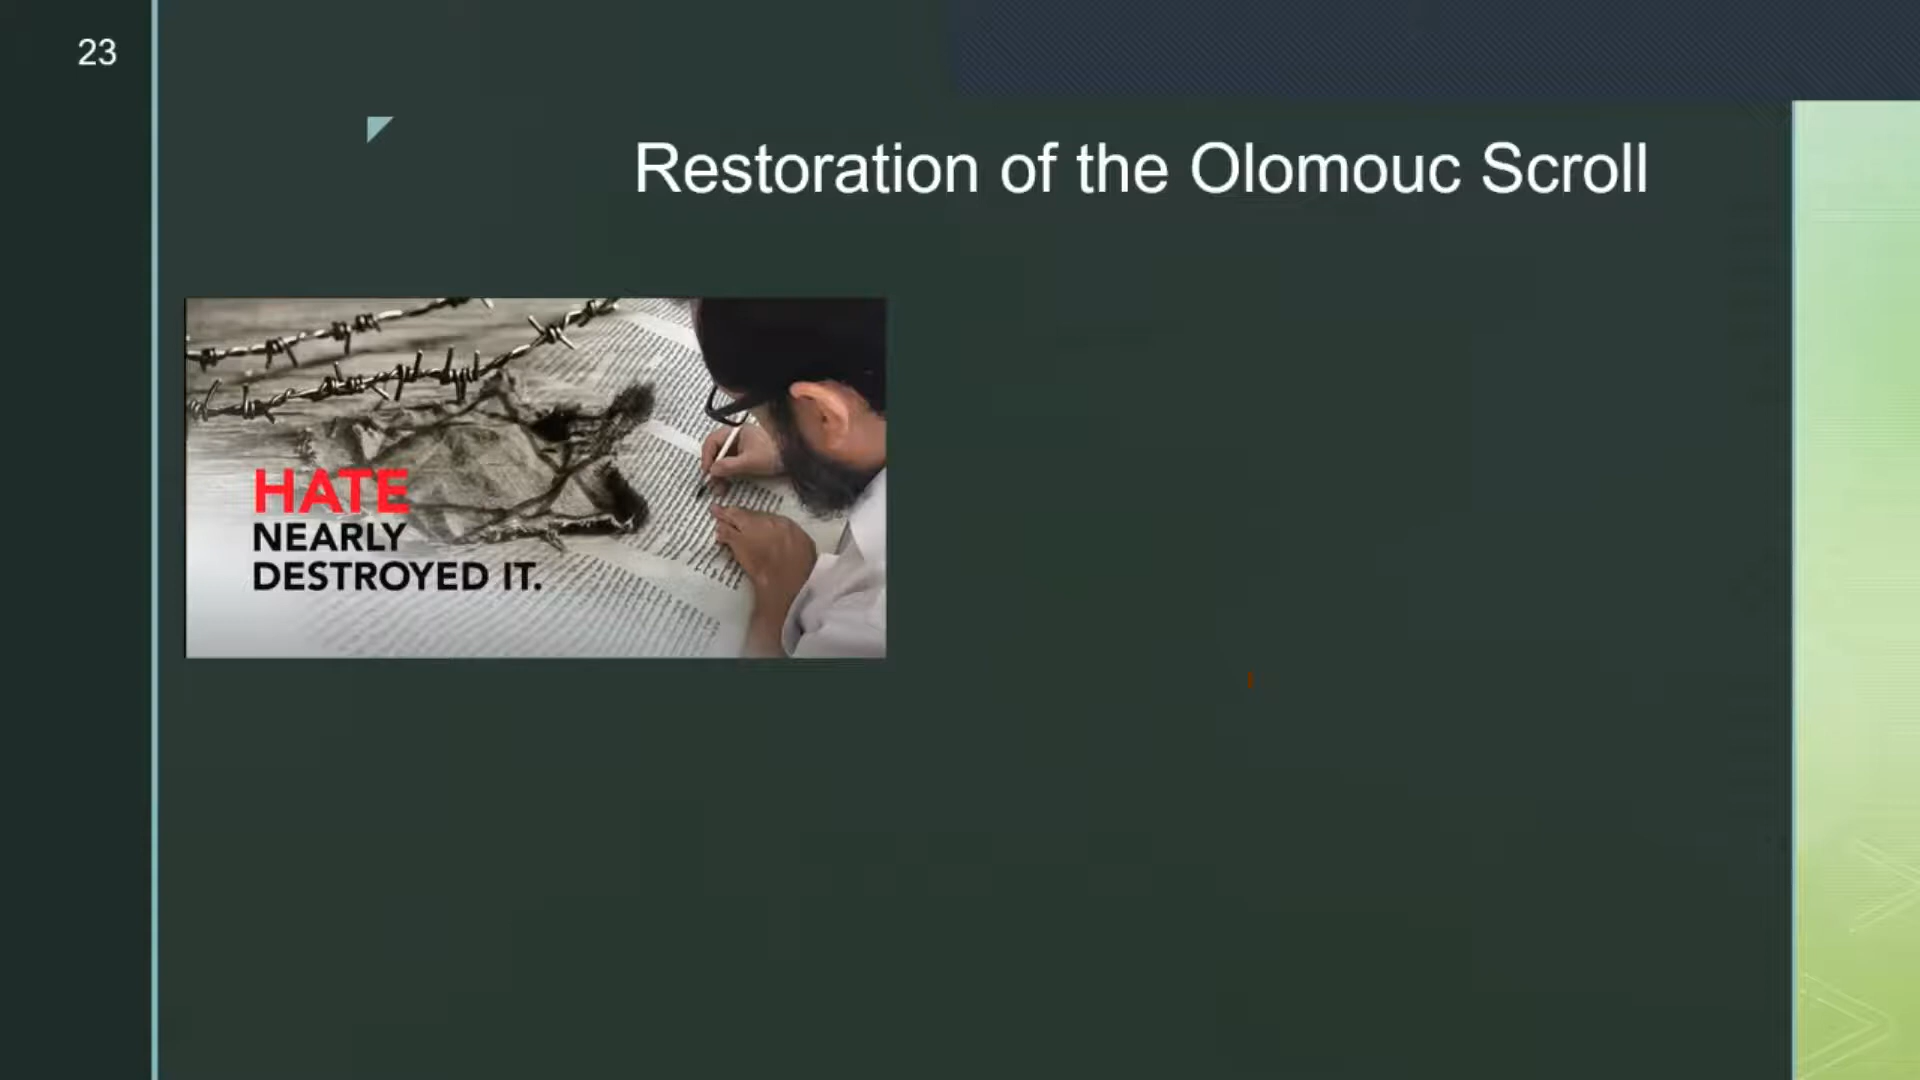 23
Restoration of the Olomouc Scroll
HATE
NEARLY
DESTROYED IT.